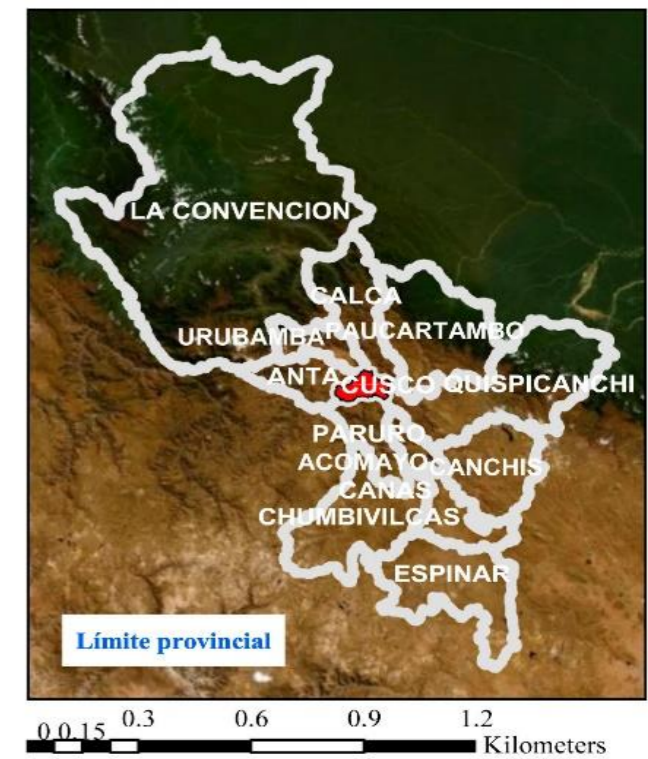 LA CONVENCION
CALCA
URUBAMBA PAUCARTAMBO
ANTA CUSCO QUISPICANCHI
PARURO
ACOMAYO CANCHIS
CANAS
CHUMBIVILCAS
ESPINAR
Límite provincial
0 0.15 0.3 0.6 0.9 1.2
Kilometers